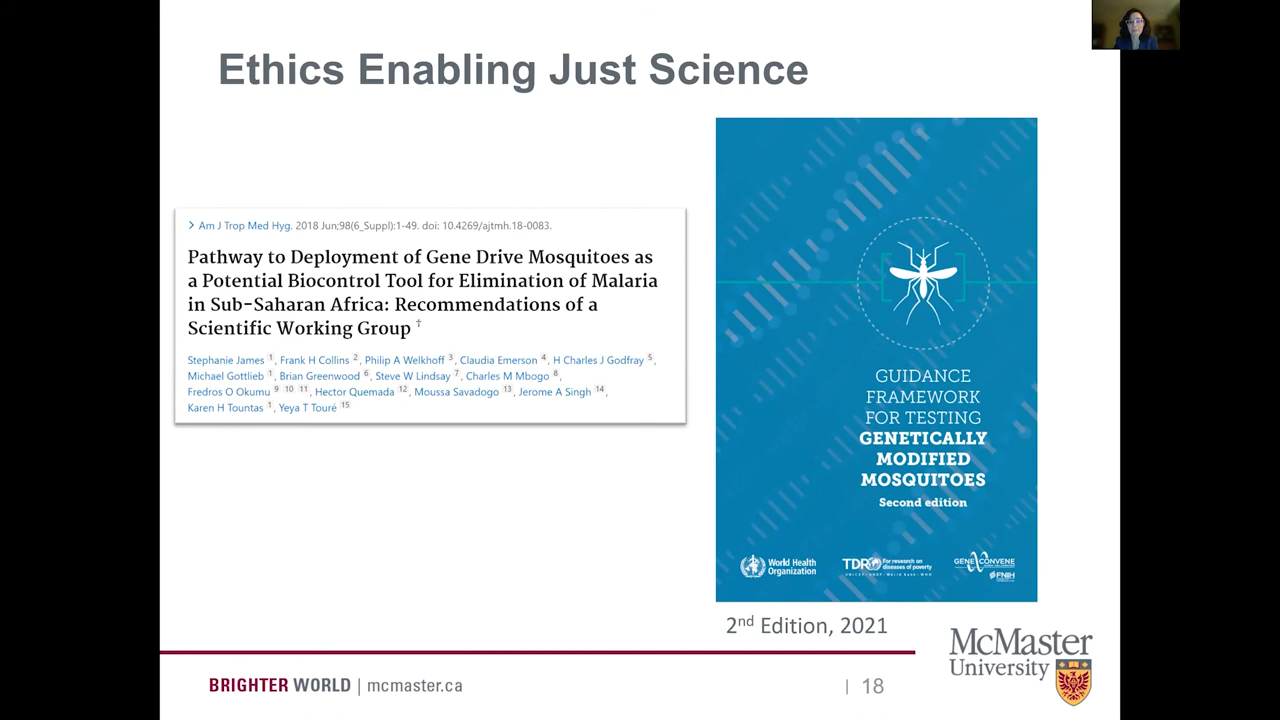 Ethics Enabling Just Science
> Am J Trop Med Hyg. 2018 Jun;98(6_Suppl):1-49. doi: 10.4269/ajtmh.18-0083.
Pathway to Deployment of Gene Drive Mosquitoes as
a Potential Biocontrol Tool for Elimination of Malaria
in Sub-Saharan Africa: Recommendations of a
Scientific Working Group †
Stephanie James 1, Frank H Collins 2, Philip A Welkhoff 3, Claudia Emerson 4, H Charles J Godfray 5,
Michael Gottlieb 1, Brian Greenwood 6, Steve W Lindsay 7, Charles M Mbogo 8,
Fredros O Okumu 9 10 11, Hector Quemada 12, Moussa Savadogo 13, Jerome A Singh 14,
Karen H Tountas 1, Yeya T Touré 15
GUIDANCE
FRAMEWORK
FOR TESTING
GENETICALLY
MODIFIED
MOSQUITOES
Second edition
World Health
Organization
TDR For research on
diseases of poverty
GENE CONVENE
FNIH
2nd Edition, 2021
McMaster
University
BRIGHTER WORLD | mcmaster.ca
| 18